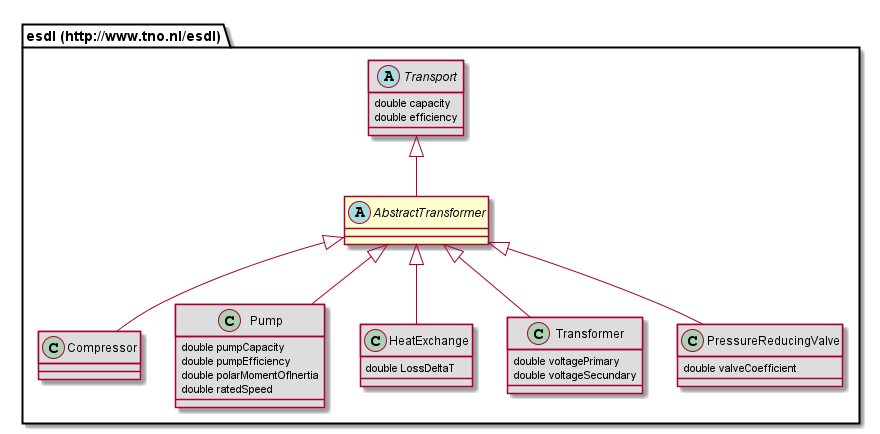 esdl (http://www.tno.nl/esdl)
A Transport
double capacity
double efficiency
A AbstractTransformer
C Compressor
C Pump
double pumpCapacity
double pumpEfficiency
double polarMomentOfInertia
double ratedSpeed
C HeatExchange
double LossDeltaT
C Transformer
double voltagePrimary
double voltageSecundary
C PressureReducingValve
double valveCoefficient